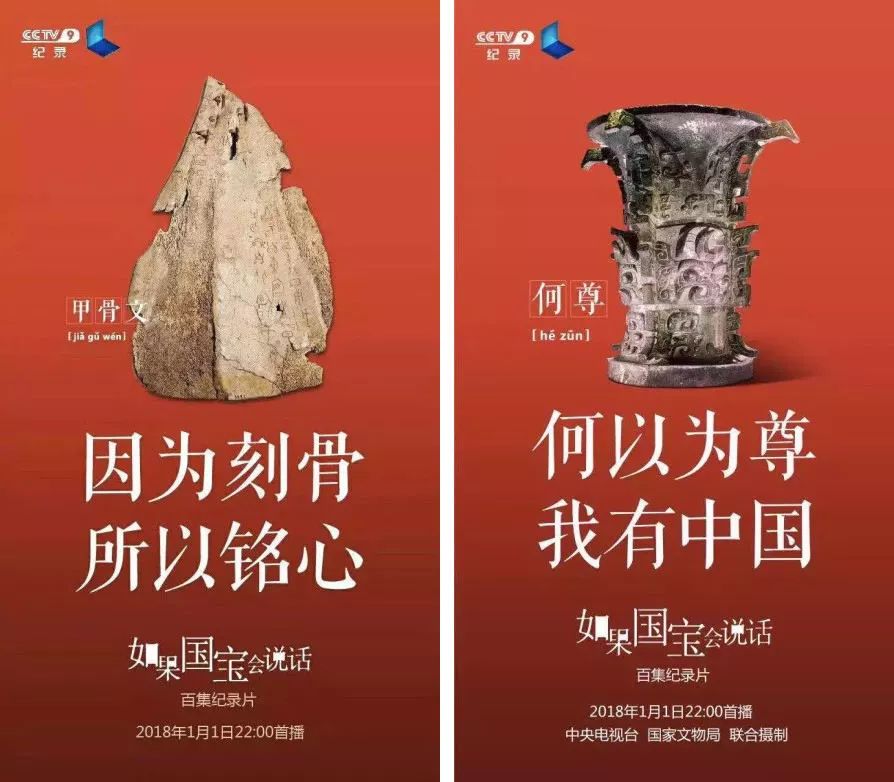 CCTV 9
纪录
甲骨文
[jiǎ gǔ wén]
因为刻骨
所以铭心
如果国宝会说话
百集纪录片
2018年1月1日22:00首播
CCTV 9
纪录
何尊
[hé zūn]
何以为尊
我有中国
如果国宝会说话
百集纪录片
2018年1月1日22:00首播
中央电视台 国家文物局 联合摄制